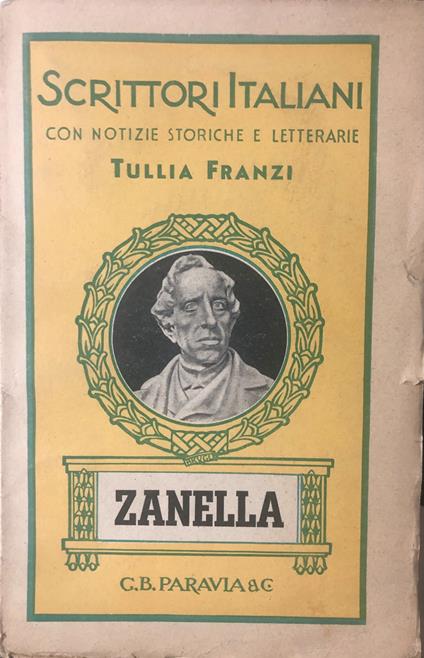 SCRITTORI ITALIANI
CON NOTIZIE STORICHE E LETTERARIE
TULLIA FRANZI
ZANELLA
G.B. PARAVIA & C